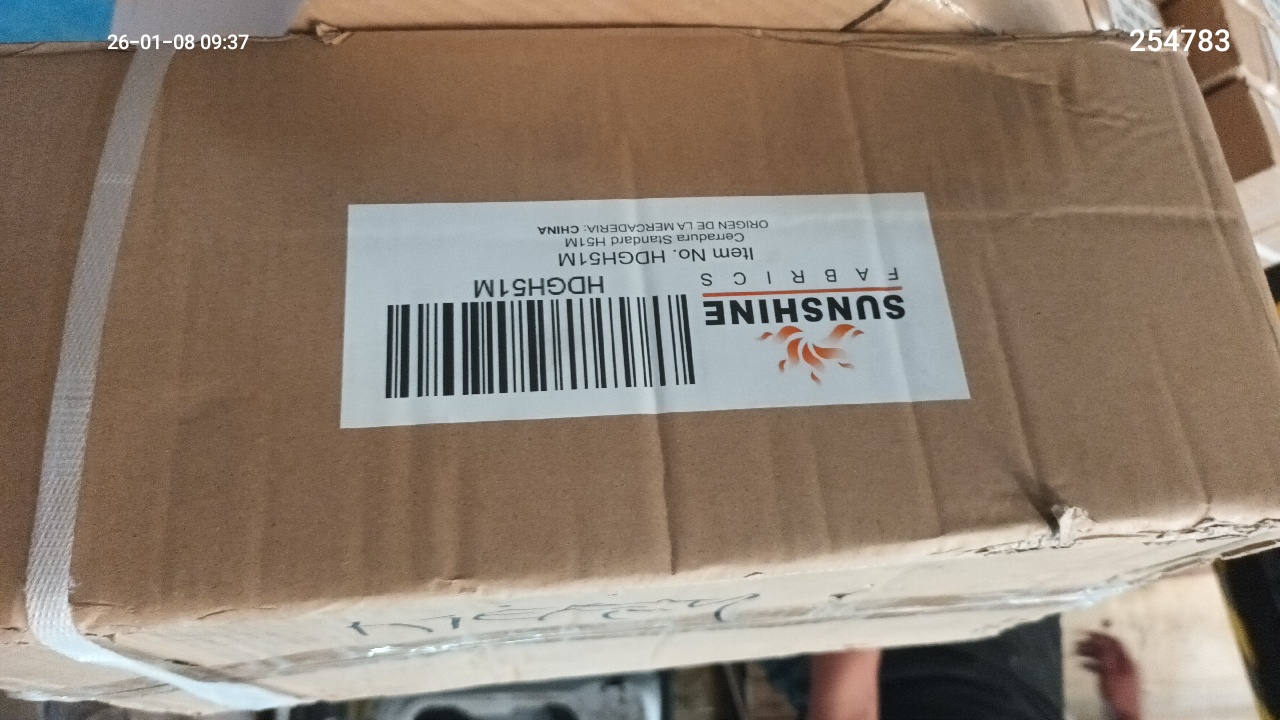 26-01-08 09:37
254783
SUNSHINE
FABRICS
HDGH51M
Item No. HDGH51M
Cerradura Standard H51M
ORIGEN DE LA MERCADERIA: CHINA